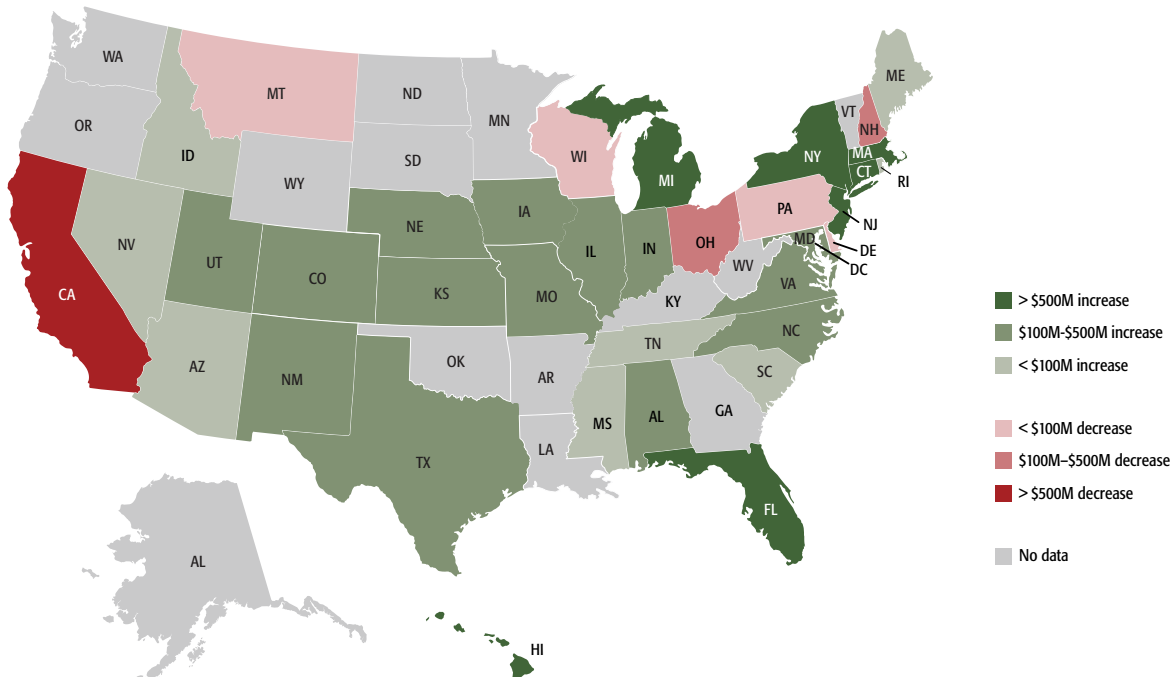 WA
ME
MT
ND
VT
MN
OR
NH
ID
WI
NY
MA
SD
CT
MI
RI
WY
PA
IA
NE
NJ
NV
OH
MD
IN
IL
DE
UT
WV
DC
CO
VA
CA
KS
MO
KY
> $500M increase
NC
$100M-$500M increase
TN
OK
AZ
< $100M increase
SC
AR
NM
GA
AL
MS
< $100M decrease
LA
TX
$100M–$500M decrease
> $500M decrease
FL
No data
AL
HI